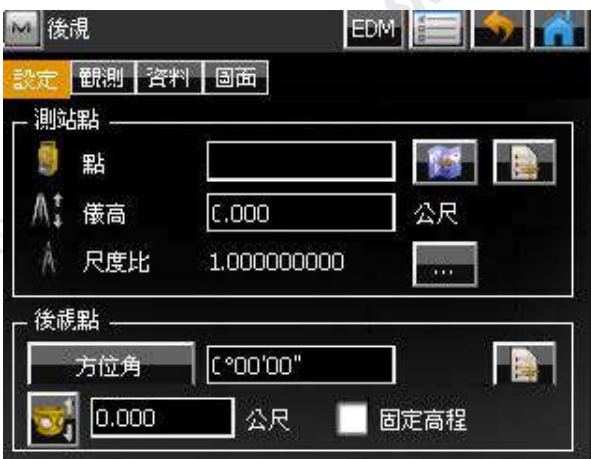 後視 EDM
設定 觀測 資料 圖面
測站點
點
儀高 0.000 公尺
尺度比 1.000000000 ...
後視點
方位角 0°00'00"
0.000 公尺 固定高程